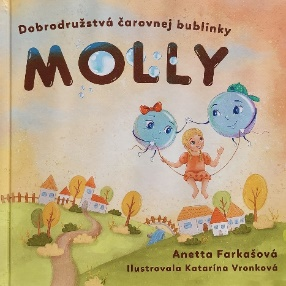 Dobrodružstvá čarovnej bublinky
MOLLY
Anetta Farkašová
Ilustrovala Katarína Vronková